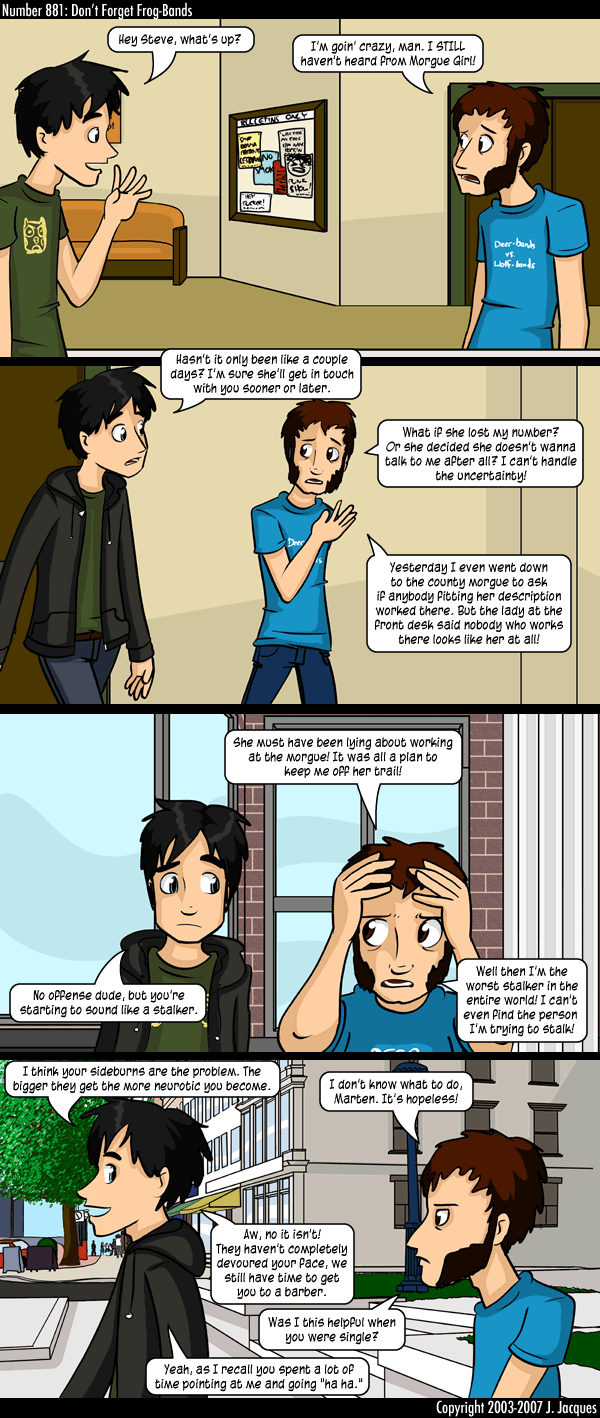 Number 881: Don't Forget Frog-Bands
Hey Steve, what's up?
I'm goin' crazy, man. I STILL
haven't heard from Morgue Girl!
BULLETINS ONLY
NO
SMOK
Deer-bands
vs.
Wolf-bands
Hasn't it only been like a couple
days? I'm sure she'll get in touch
with you sooner or later.
What if she lost my number?
Or she decided she doesn't wanna
talk to me after all? I can't handle
the uncertainty!
Deer-
Yesterday I even went down
to the county morgue to ask
if anybody fitting her description
worked there. But the lady at the
front desk said nobody who works
there looks like her at all!
She must have been lying about working
at the morgue! It was all a plan to
keep me off her trail!
No offense dude, but you're
starting to sound like a stalker.
Well then I'm the
worst stalker in the
entire world! I can't
even find the person
I'm trying to stalk!
DEER
I think your sideburns are the problem. The
bigger they get the more neurotic you become.
I don't know what to do,
Marten. It's hopeless!
Aw, no it isn't!
They haven't completely
devoured your face, we
still have time to get
you to a barber.
Was I this helpful when
you were single?
Yeah, as I recall you spent a lot of
time pointing at me and going "ha ha."
Copyright 2003-2007 J. Jacques